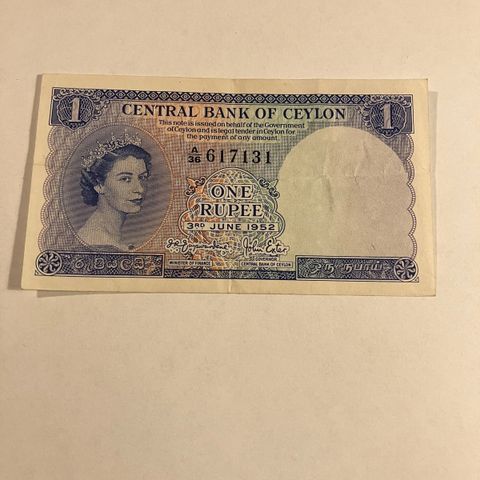 1 CENTRAL BANK OF CEYLON 1
This note is issued on behalf of the Government
of Ceylon and is legal tender in Ceylon for
the payment of any amount.
A/36 617131
ONE
RUPEE
3RD JUNE 1952
MINISTER OF FINANCE
GOVERNOR
CENTRAL BANK OF CEYLON
රුපියලයි
ஒரு ரூபாய்